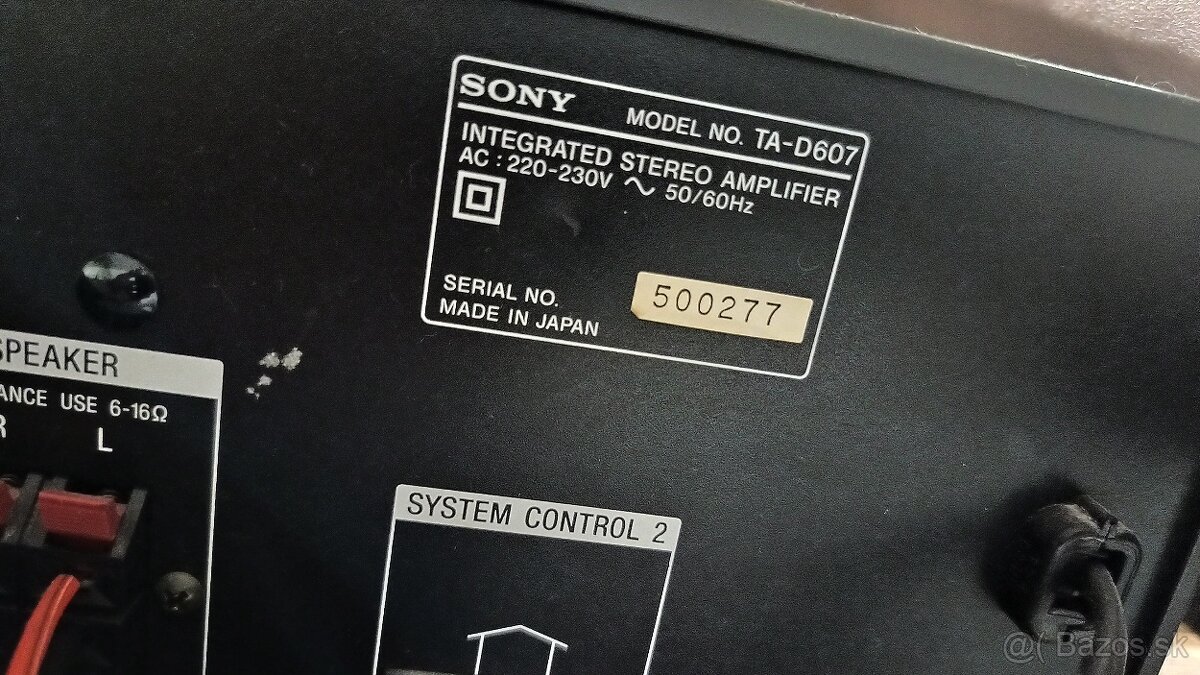 SONY MODEL NO. TA-D607
INTEGRATED STEREO AMPLIFIER
AC : 220-230V ~ 50/60Hz
SERIAL NO. 500277
MADE IN JAPAN
SPEAKER
USE 6-16Ω
L
SYSTEM CONTROL 2
@( Bazos.sk